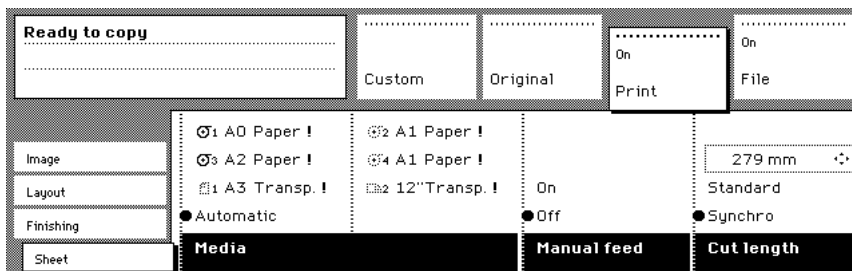 Ready to copy
Custom
Original
On
Print
On
File
Image
Layout
Finishing
Sheet
1 A0 Paper !
3 A2 Paper !
1 A3 Transp. !
Automatic
Media
2 A1 Paper !
4 A1 Paper !
2 12"Transp. !
On
Off
Manual feed
279 mm
Standard
Synchro
Cut length